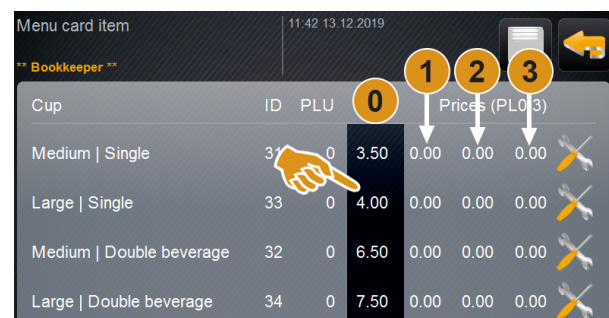 Menu card item
11:42 13.12.2019
** Bookkeeper **
1 2 3
Cup ID PLU 0 Prices (PL0-3)
Medium | Single 31 0 3.50 0.00 0.00 0.00
Large | Single 33 0 4.00 0.00 0.00 0.00
Medium | Double beverage 32 0 6.50 0.00 0.00 0.00
Large | Double beverage 34 0 7.50 0.00 0.00 0.00